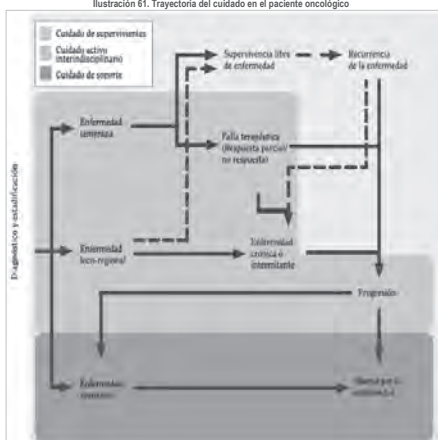 Ilustración 61. Trayectoria del cuidado en el paciente oncológico
Cuidado de supervivientes
Cuidado activo
interdisciplinario
Cuidado de soporte
Supervivencia libre
de enfermedad
Recurrencia
de la enfermedad
Enfermedad
temprana
Falla terapéutica
(Respuesta parcial/
no respuesta)
Diagnóstico y estadificación
Enfermedad
loco-regional
Enfermedad
crónica o
intermitente
Progresión
Enfermedad